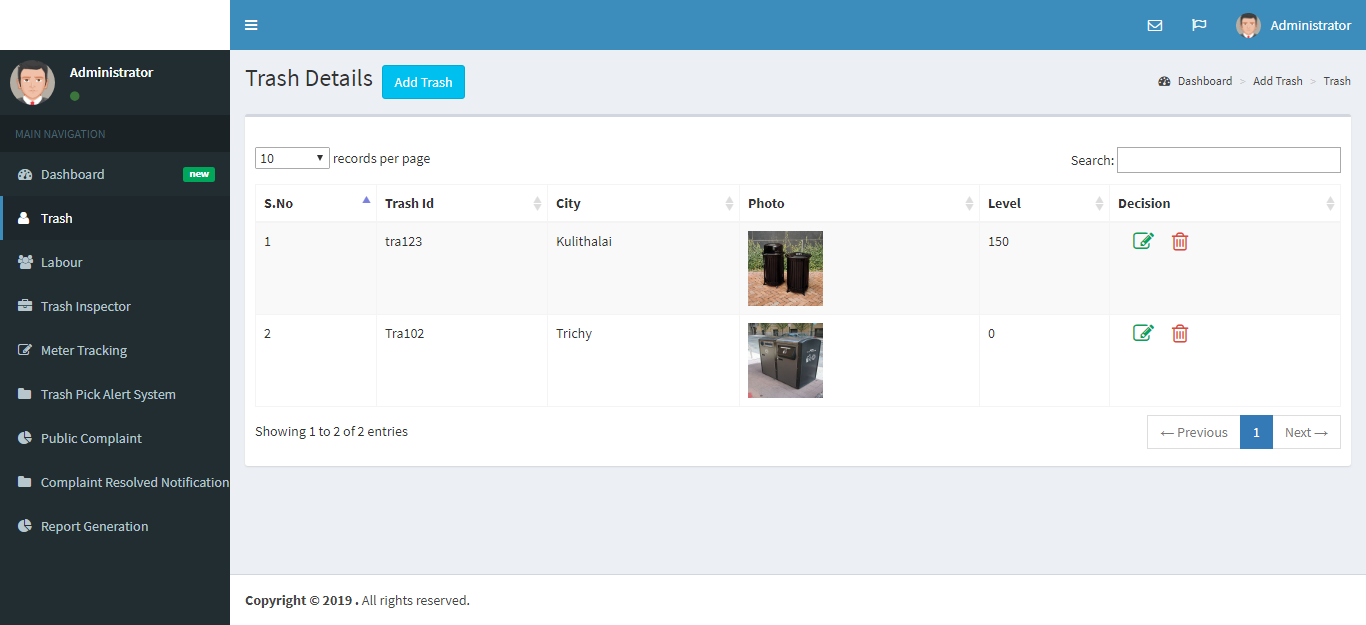 Administrator
Administrator
MAIN NAVIGATION
Dashboard new
Trash
Labour
Trash Inspector
Meter Tracking
Trash Pick Alert System
Public Complaint
Complaint Resolved Notification
Report Generation
Trash Details Add Trash
Dashboard > Add Trash > Trash
10 records per page
Search:
S.No Trash Id City Photo Level Decision
1 tra123 Kulithalai 150
2 Tra102 Trichy 0
Showing 1 to 2 of 2 entries
← Previous 1 Next →
Copyright © 2019 . All rights reserved.